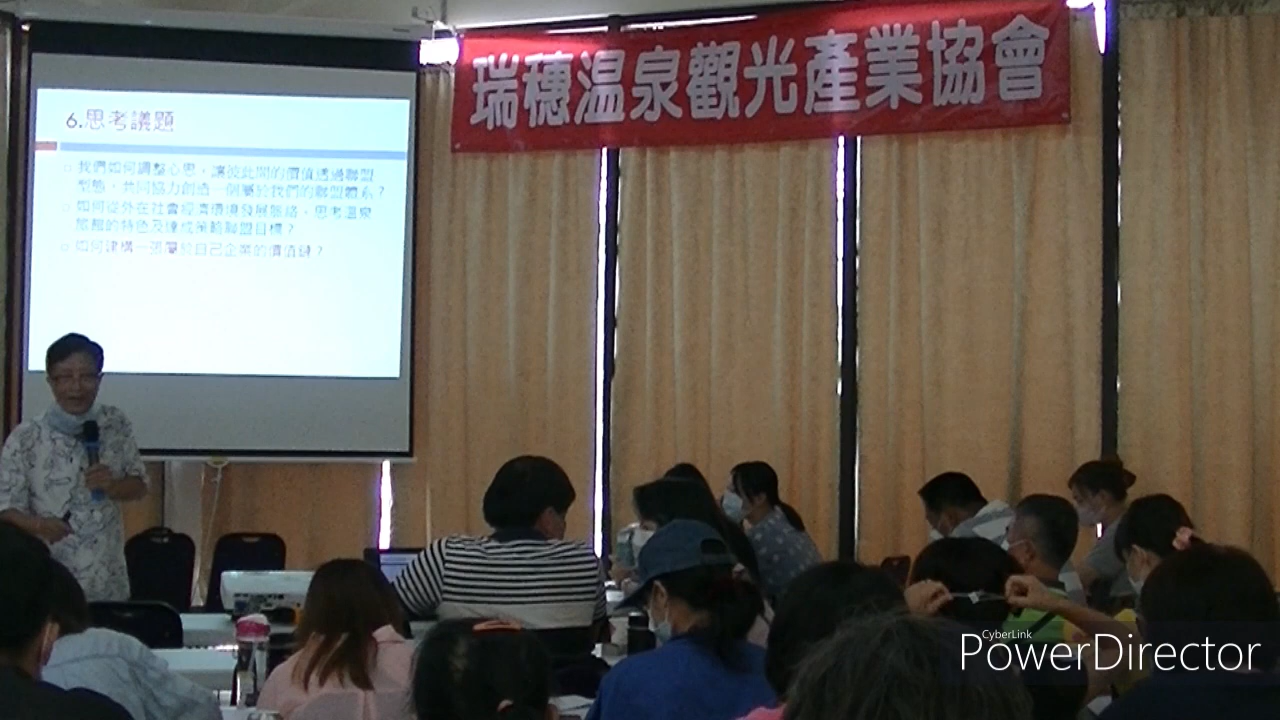 瑞穗温泉觀光產業協會
6.思考議題
我們如何調整心思，讓彼此間的價值透過聯盟
型態，共同協力創造一個屬於我們的聯盟體系？
如何從外在社會經濟環境發展脈絡，思考溫泉
旅館的特色及達成策略聯盟目標？
如何建構一張屬於自己企業的價值鏈？
CyberLink
PowerDirector